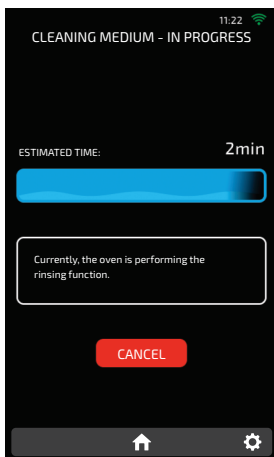 11:22
CLEANING MEDIUM - IN PROGRESS
ESTIMATED TIME: 2min
Currently, the oven is performing the
rinsing function.
CANCEL